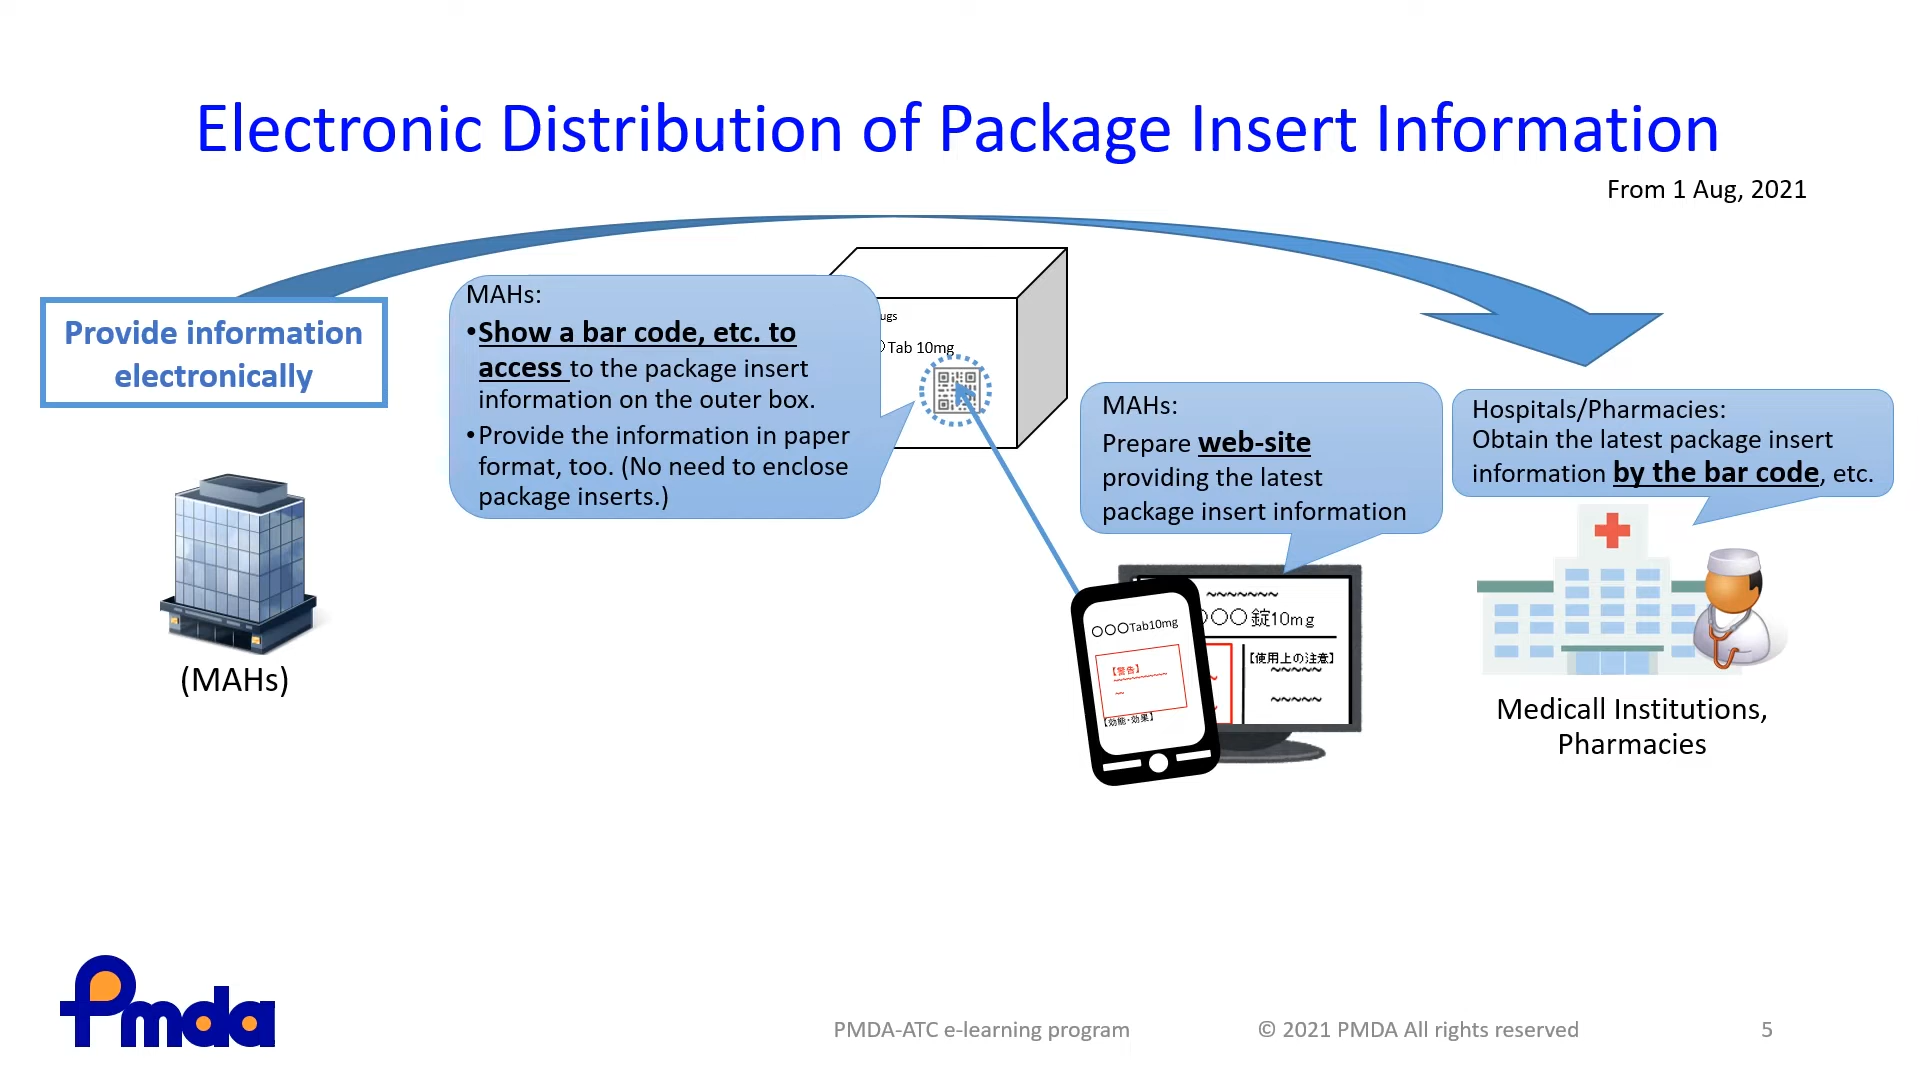 Electronic Distribution of Package Insert Information
From 1 Aug, 2021
Provide information
electronically
MAHs:
•Show a bar code, etc. to
access to the package insert
information on the outer box.
•Provide the information in paper
format, too. (No need to enclose
package inserts.)
ugs
〇Tab 10mg
MAHs:
Prepare web-site
providing the latest
package insert information
Hospitals/Pharmacies:
Obtain the latest package insert
information by the bar code, etc.
(MAHs)
〇〇〇Tab10mg
【警告】
【効能・効果】
〇〇〇錠10mg
【使用上の注意】
Medicall Institutions,
Pharmacies
Pmda
PMDA-ATC e-learning program
© 2021 PMDA All rights reserved
5